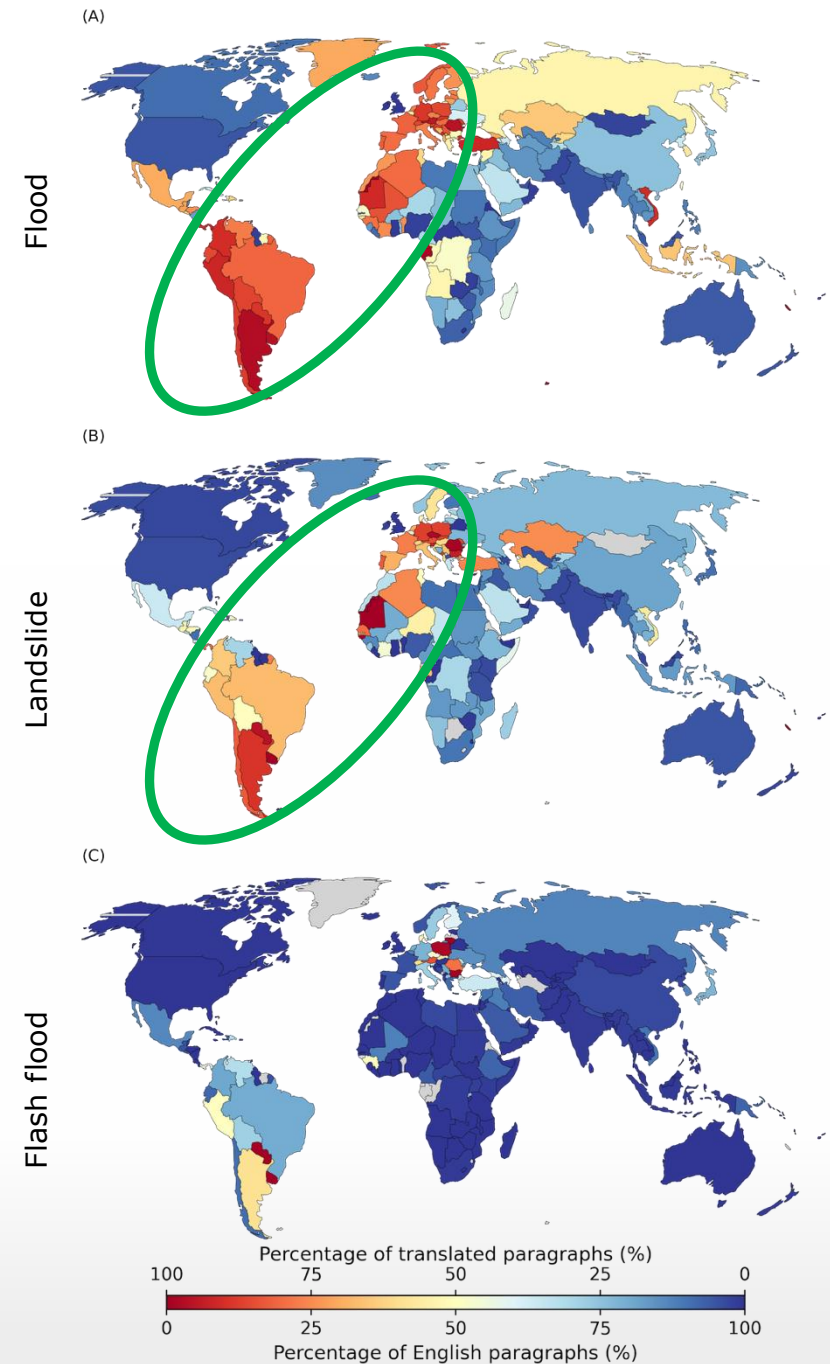 (A)
Flood
(B)
Landslide
(C)
Flash flood
Percentage of translated paragraphs (%)
100 75 50 25 0
0 25 50 75 100
Percentage of English paragraphs (%)